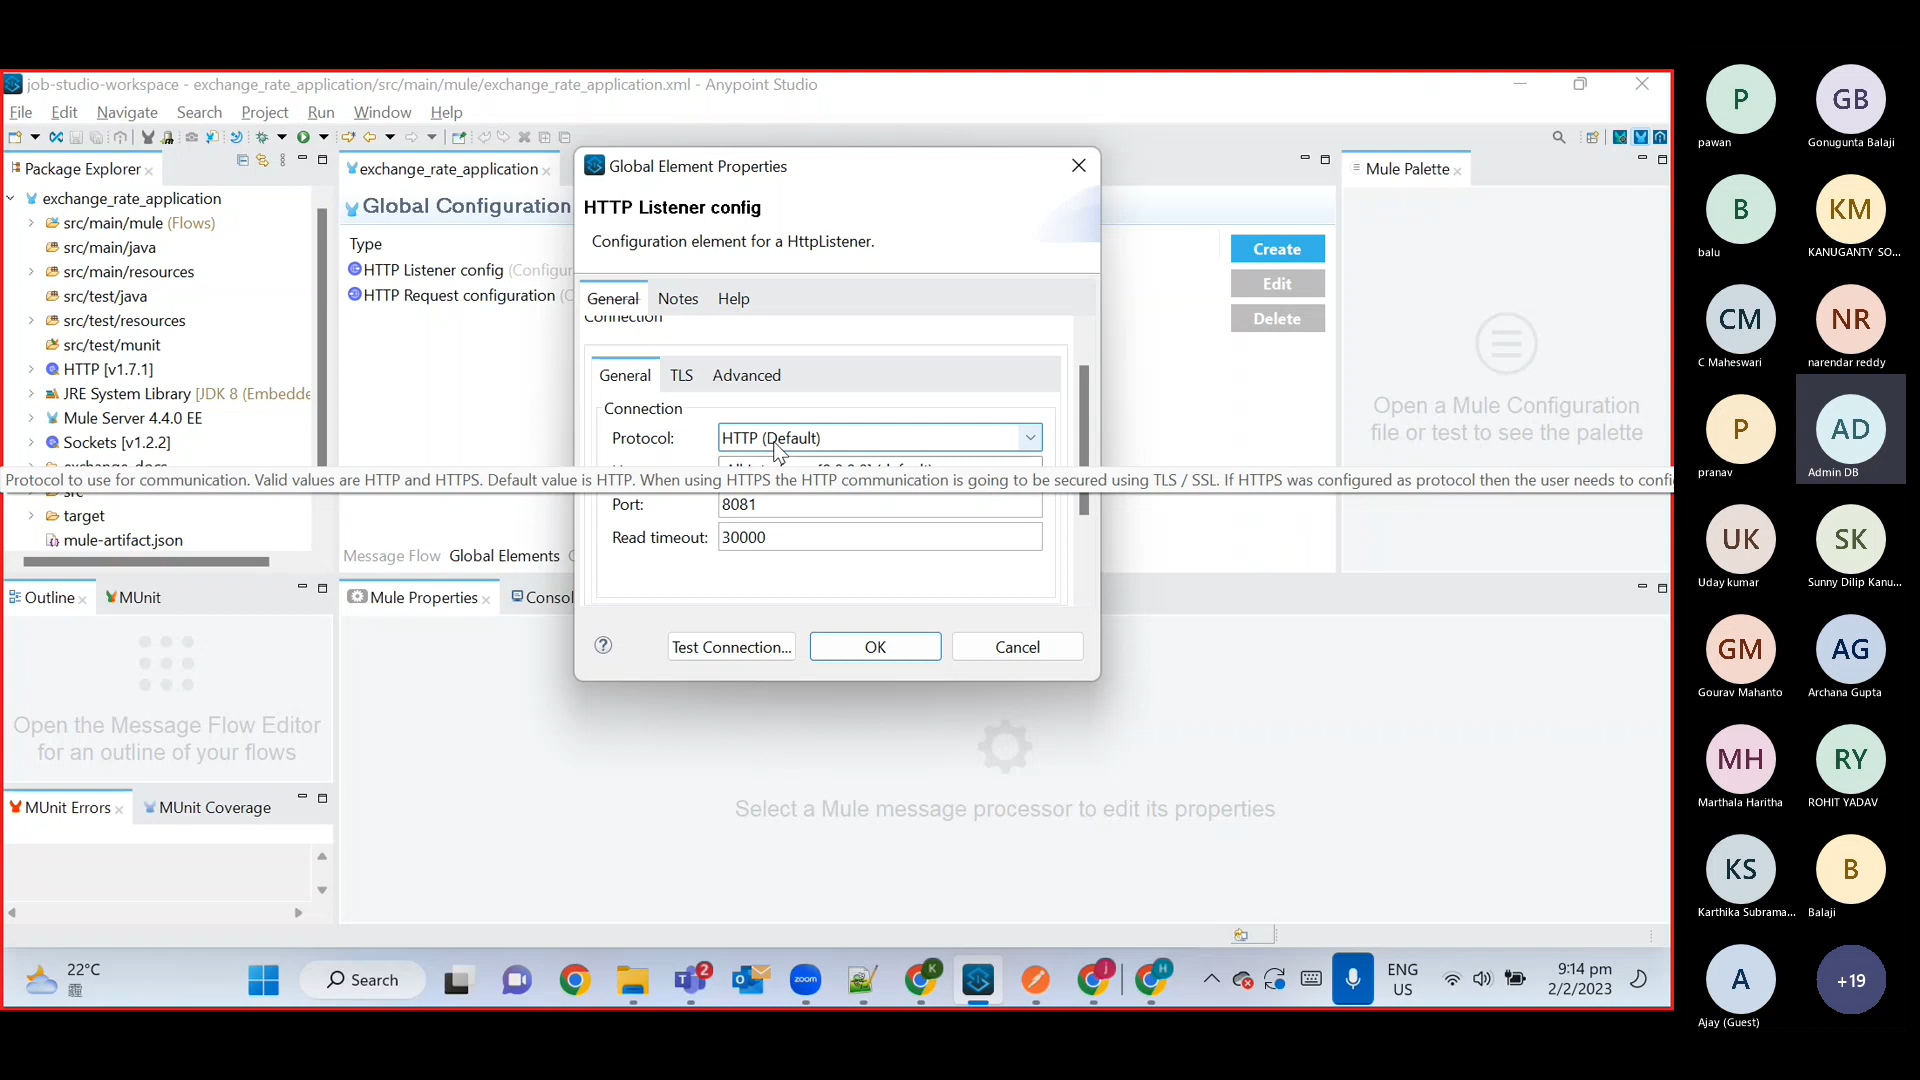 job-studio-workspace - exchange_rate_application/src/main/mule/exchange_rate_application.xml - Anypoint Studio
File Edit Navigate Search Project Run Window Help
Package Explorer
exchange_rate_application
src/main/mule (Flows)
src/main/java
src/main/resources
src/test/java
src/test/resources
src/test/munit
HTTP [v1.7.1]
JRE System Library [JDK 8 (Embedde
Mule Server 4.4.0 EE
Sockets [v1.2.2]
target
mule-artifact.json
exchange_rate_application
Global Configuration
Type
HTTP Listener config (Configur
HTTP Request configuration (C
Create
Edit
Delete
Message Flow Global Elements
Global Element Properties
HTTP Listener config
Configuration element for a HttpListener.
General Notes Help
Connection
General TLS Advanced
Connection
Protocol: HTTP (Default)
Protocol to use for communication. Valid values are HTTP and HTTPS. Default value is HTTP. When using HTTPS the HTTP communication is going to be secured using TLS / SSL. If HTTPS was configured as protocol then the user needs to confi
Port: 8081
Read timeout: 30000
Test Connection...
OK
Cancel
Mule Palette
Open a Mule Configuration
file or test to see the palette
Outline MUnit
Open the Message Flow Editor
for an outline of your flows
MUnit Errors MUnit Coverage
Mule Properties Consol
Select a Mule message processor to edit its properties
22°C
Search
2
zoom
K
J
H
ENG
US
9:14 pm
2/2/2023
P
pawan
GB
Gonugunta Balaji
B
balu
KM
KANUGANTY SO...
CM
C Maheswari
NR
narendar reddy
P
pranav
AD
Admin DB
UK
Uday kumar
SK
Sunny Dilip Kanu...
GM
Gourav Mahanto
AG
Archana Gupta
MH
Marthala Haritha
RY
ROHIT YADAV
KS
Karthika Subrama...
B
Balaji
A
Ajay (Guest)
+19